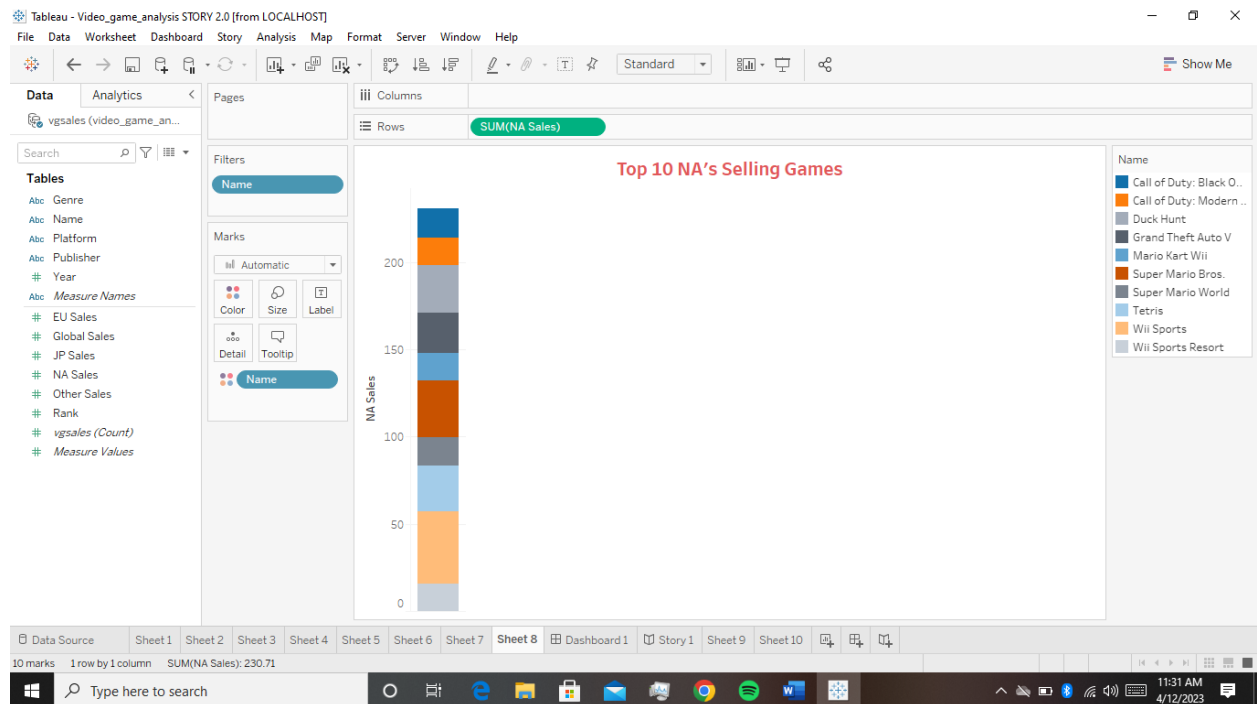 Tableau - Video_game_analysis STORY 2.0 [from LOCALHOST]
File Data Worksheet Dashboard Story Analysis Map Format Server Window Help
Standard
Show Me
Data Analytics
vgsales (video_game_an...
Search
Tables
Abc Genre
Abc Name
Abc Platform
Abc Publisher
# Year
Abc Measure Names
# EU Sales
# Global Sales
# JP Sales
# NA Sales
# Other Sales
# Rank
# vgsales (Count)
# Measure Values
Pages
Filters
Name
Marks
Automatic
Color Size Label
Detail Tooltip
Name
Columns
Rows SUM(NA Sales)
Top 10 NA's Selling Games
NA Sales
200
150
100
50
0
Name
Call of Duty: Black O..
Call of Duty: Modern ..
Duck Hunt
Grand Theft Auto V
Mario Kart Wii
Super Mario Bros.
Super Mario World
Tetris
Wii Sports
Wii Sports Resort
Data Source Sheet 1 Sheet 2 Sheet 3 Sheet 4 Sheet 5 Sheet 6 Sheet 7 Sheet 8 Dashboard 1 Story 1 Sheet 9 Sheet 10
10 marks 1 row by 1 column SUM(NA Sales): 230.71
Type here to search
11:31 AM
4/12/2023